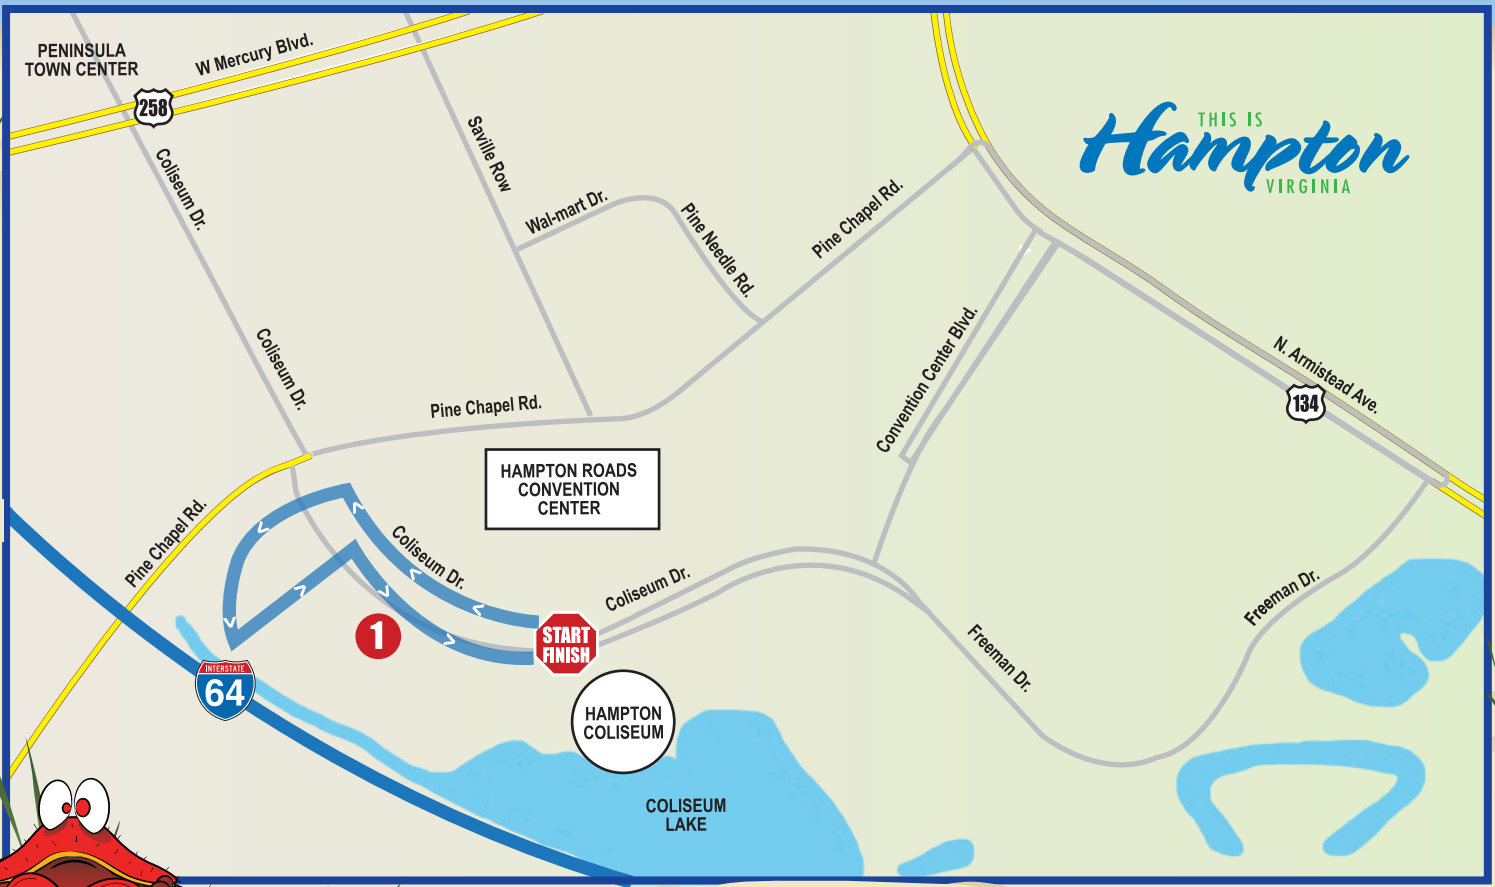 PENINSULA
TOWN CENTER
W Mercury Blvd.
258
THIS IS
Hampton
VIRGINIA
Saville Row
Coliseum Dr.
Wal-mart Dr.
Pine Needle Rd.
Pine Chapel Rd.
Coliseum Dr.
Convention Center Blvd.
N. Armistead Ave.
134
Pine Chapel Rd.
HAMPTON ROADS
CONVENTION
CENTER
Pine Chapel Rd.
Coliseum Dr.
Coliseum Dr.
Freeman Dr.
1
START
FINISH
Freeman Dr.
INTERSTATE
64
HAMPTON
COLISEUM
COLISEUM
LAKE